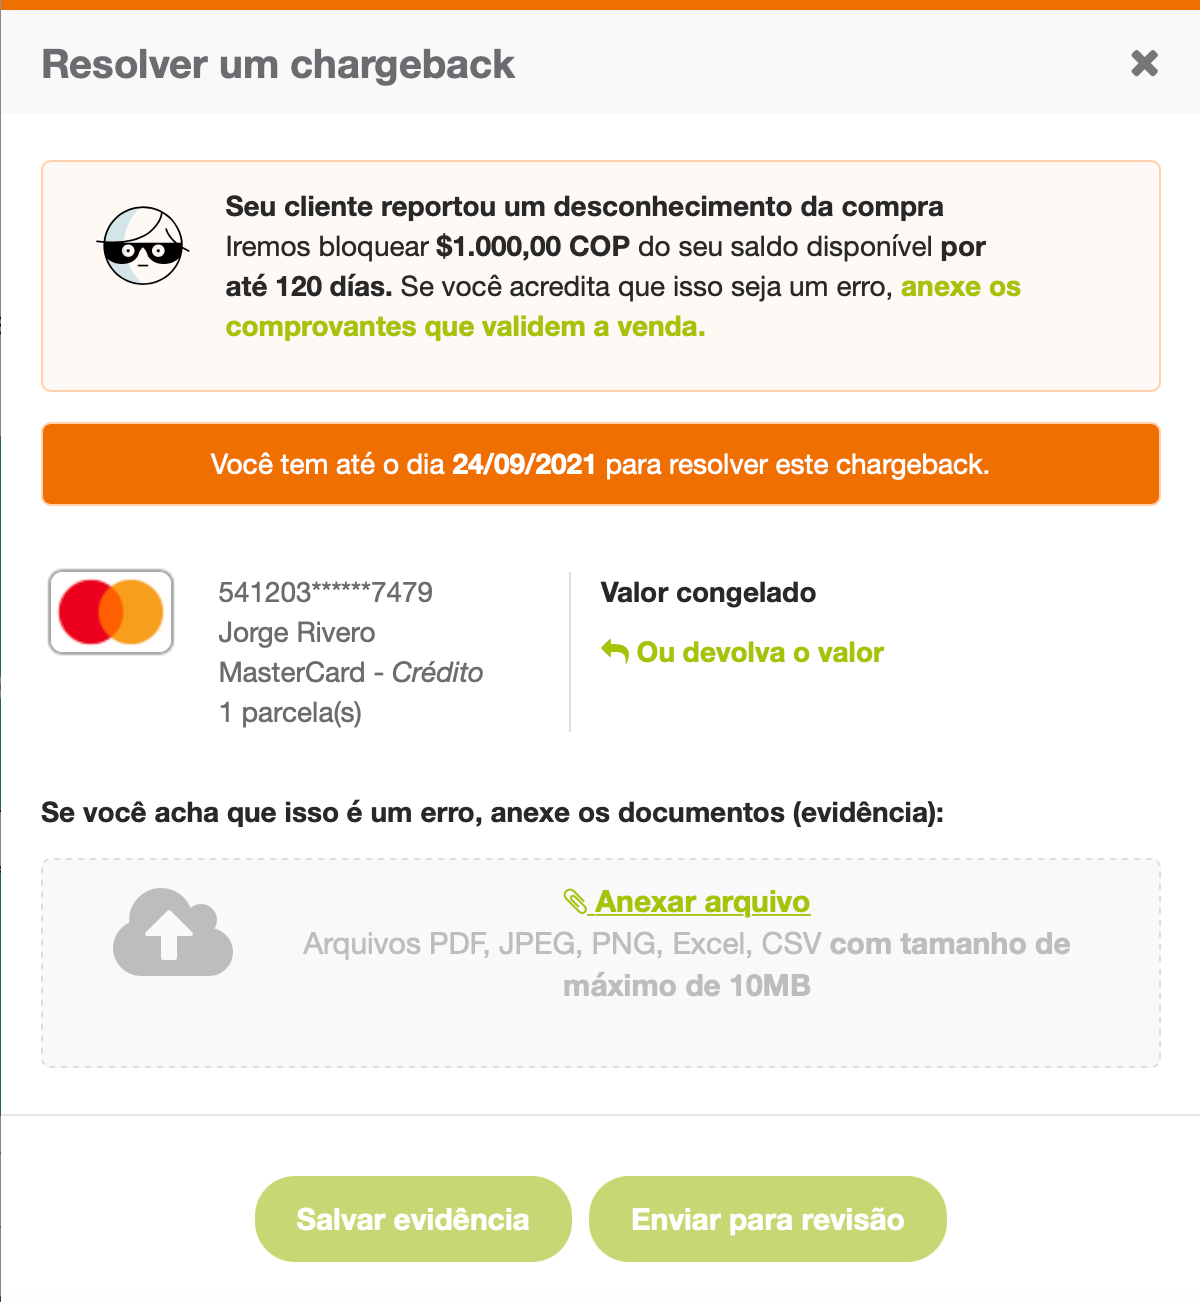 Resolver um chargeback
Seu cliente reportou um desconhecimento da compra
Iremos bloquear $1.000,00 COP do seu saldo disponível por
até 120 días. Se você acredita que isso seja um erro, anexe os
comprovantes que validem a venda.
Você tem até o dia 24/09/2021 para resolver este chargeback.
541203******7479
Jorge Rivero
MasterCard - Crédito
1 parcela(s)
Valor congelado
Ou devolva o valor
Se você acha que isso é um erro, anexe os documentos (evidência):
Anexar arquivo
Arquivos PDF, JPEG, PNG, Excel, CSV com tamanho de
máximo de 10MB
Salvar evidência
Enviar para revisão